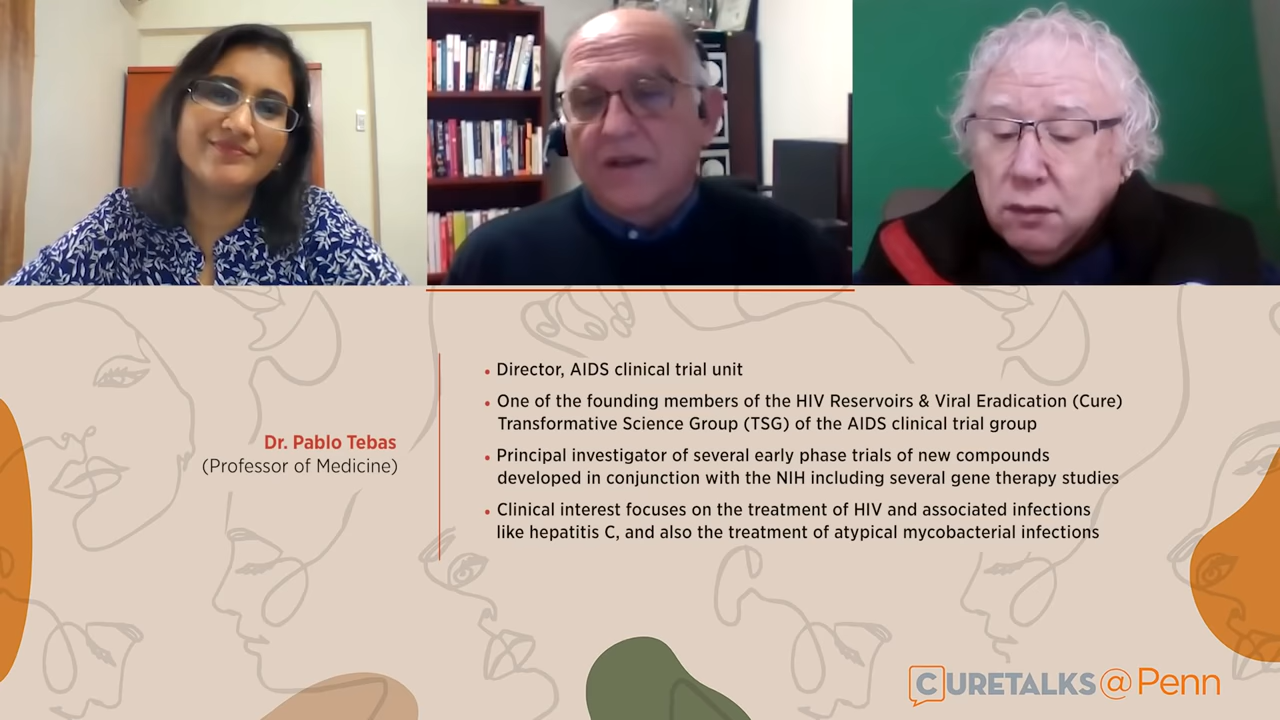 Dr. Pablo Tebas
(Professor of Medicine)
• Director, AIDS clinical trial unit
• One of the founding members of the HIV Reservoirs & Viral Eradication (Cure)
Transformative Science Group (TSG) of the AIDS clinical trial group
• Principal investigator of several early phase trials of new compounds
developed in conjunction with the NIH including several gene therapy studies
• Clinical interest focuses on the treatment of HIV and associated infections
like hepatitis C, and also the treatment of atypical mycobacterial infections
CURETALKS@Penn